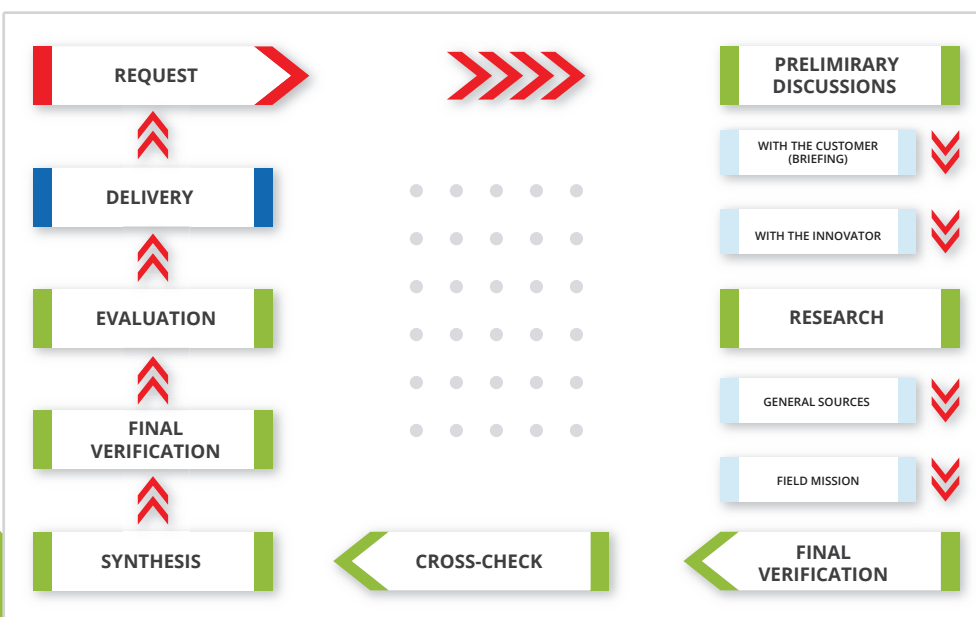 REQUEST
PRELIMIRARY
DISCUSSIONS
WITH THE CUSTOMER
(BRIEFING)
DELIVERY
WITH THE INNOVATOR
EVALUATION
RESEARCH
GENERAL SOURCES
FINAL
VERIFICATION
FIELD MISSION
SYNTHESIS
CROSS-CHECK
FINAL
VERIFICATION